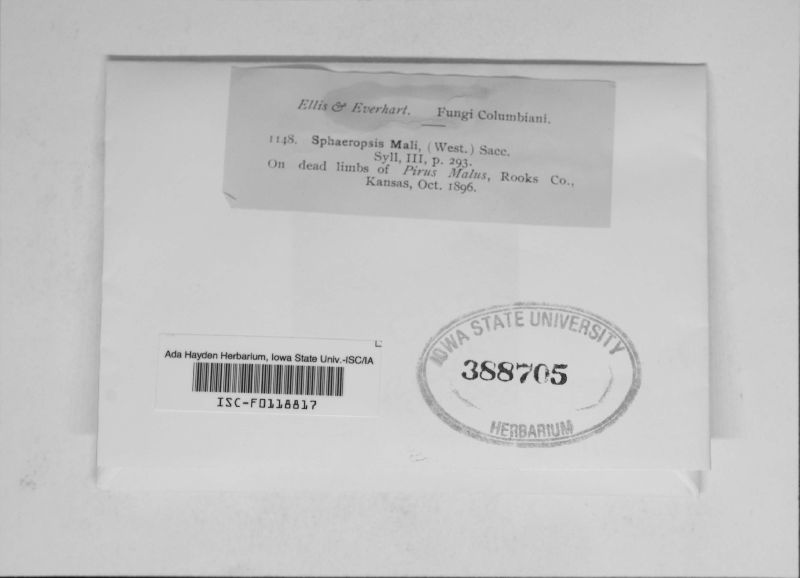 Ellis & Everhart. Fungi Columbiani.
1148. Sphaeropsis Mali, (West.) Sacc.
Syll, III, p. 293.
On dead limbs of Pirus Malus, Rooks Co.,
Kansas, Oct. 1896.
Ada Hayden Herbarium, Iowa State Univ.-ISC/IA
ISC-F0118817
IOWA STATE UNIVERSITY
388705
HERBARIUM